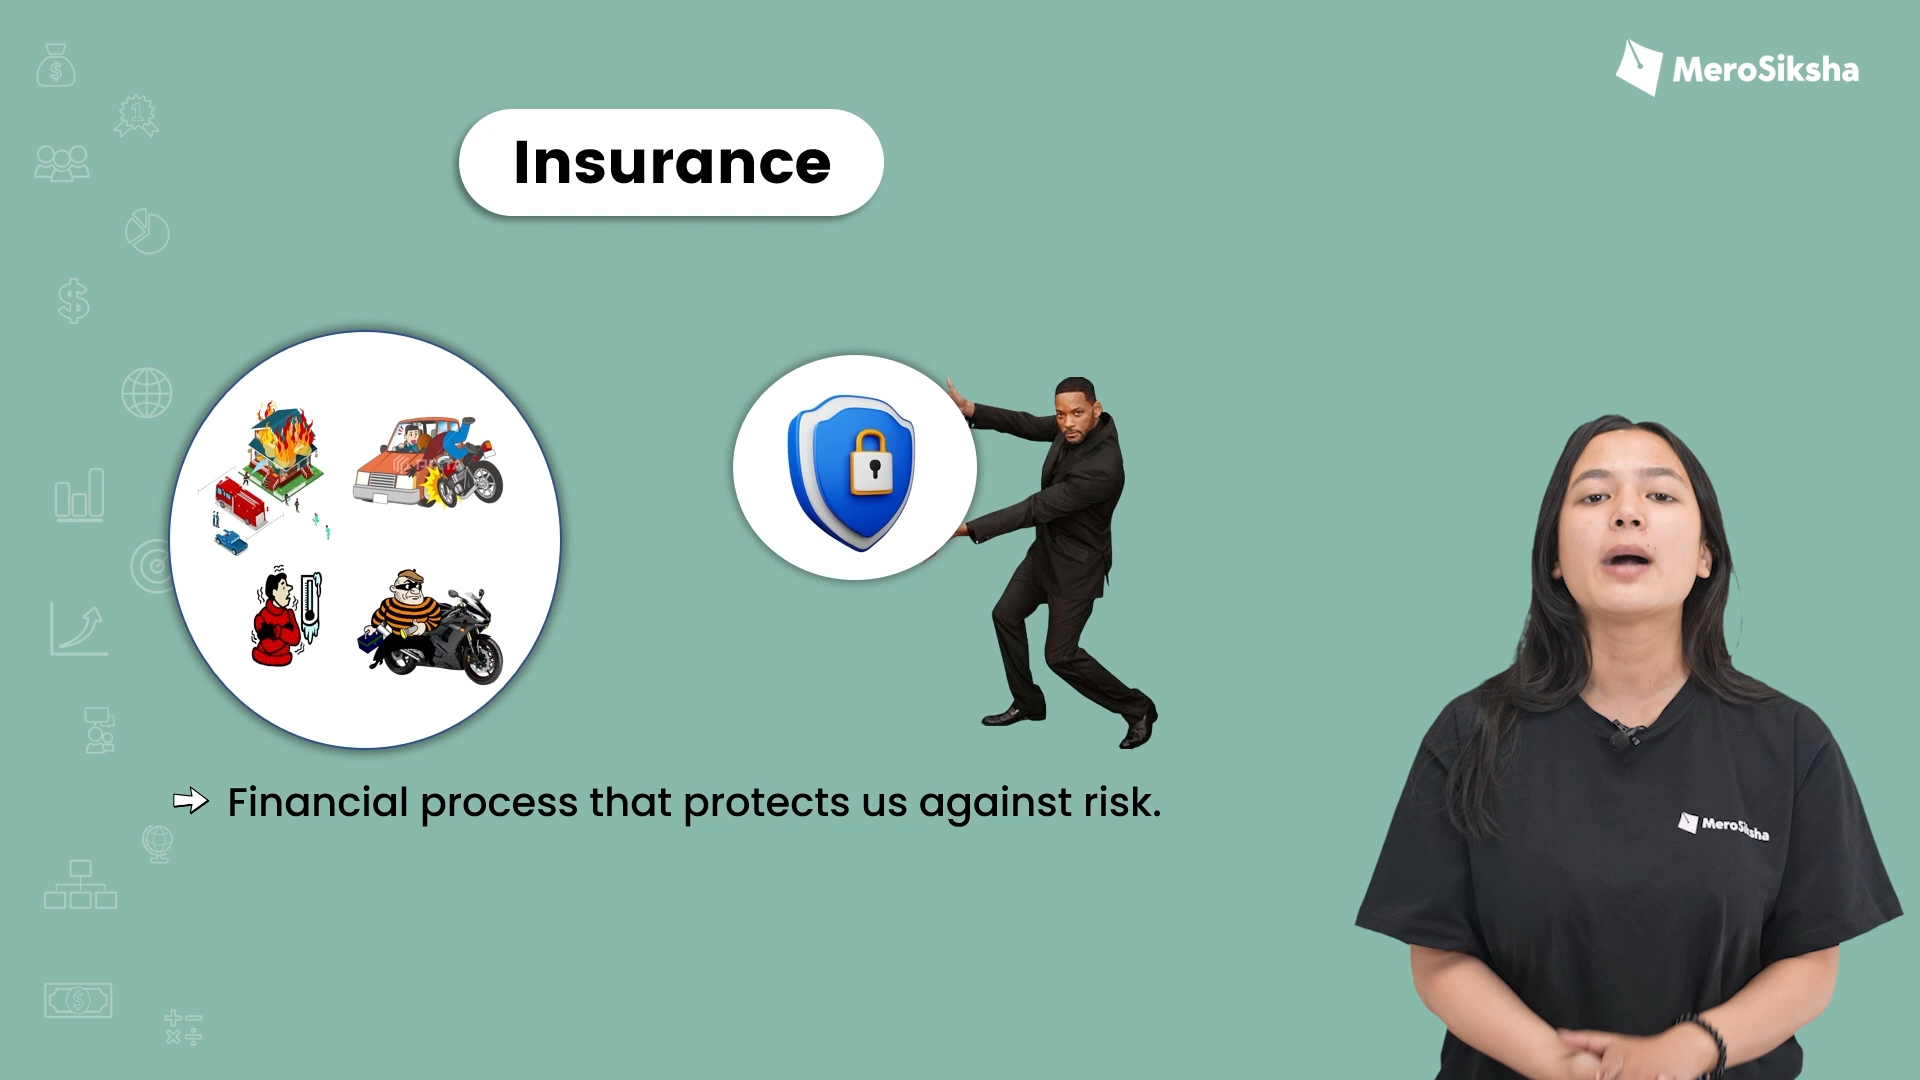 MeroSiksha
Insurance
Financial process that protects us against risk.
MeroSiksha